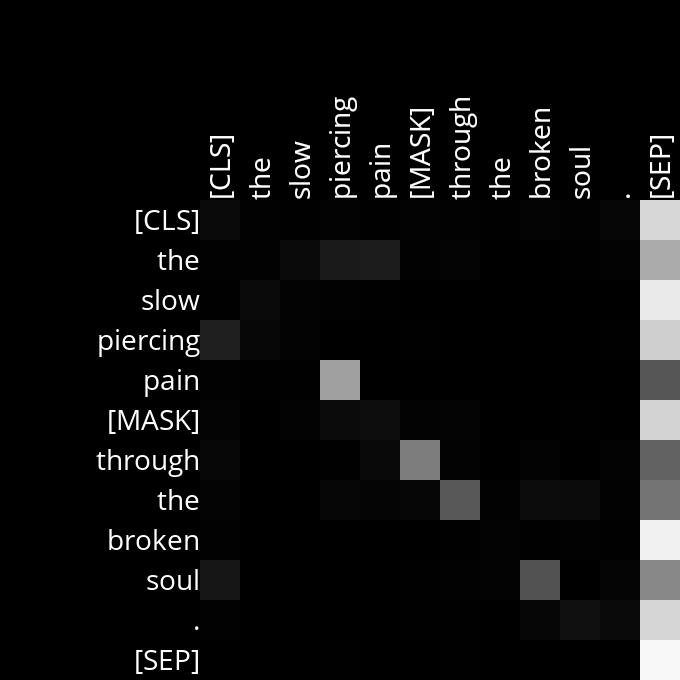 [CLS] the slow piercing pain [MASK] through the broken soul . [SEP]
[CLS]
the
slow
piercing
pain
[MASK]
through
the
broken
soul
.
[SEP]